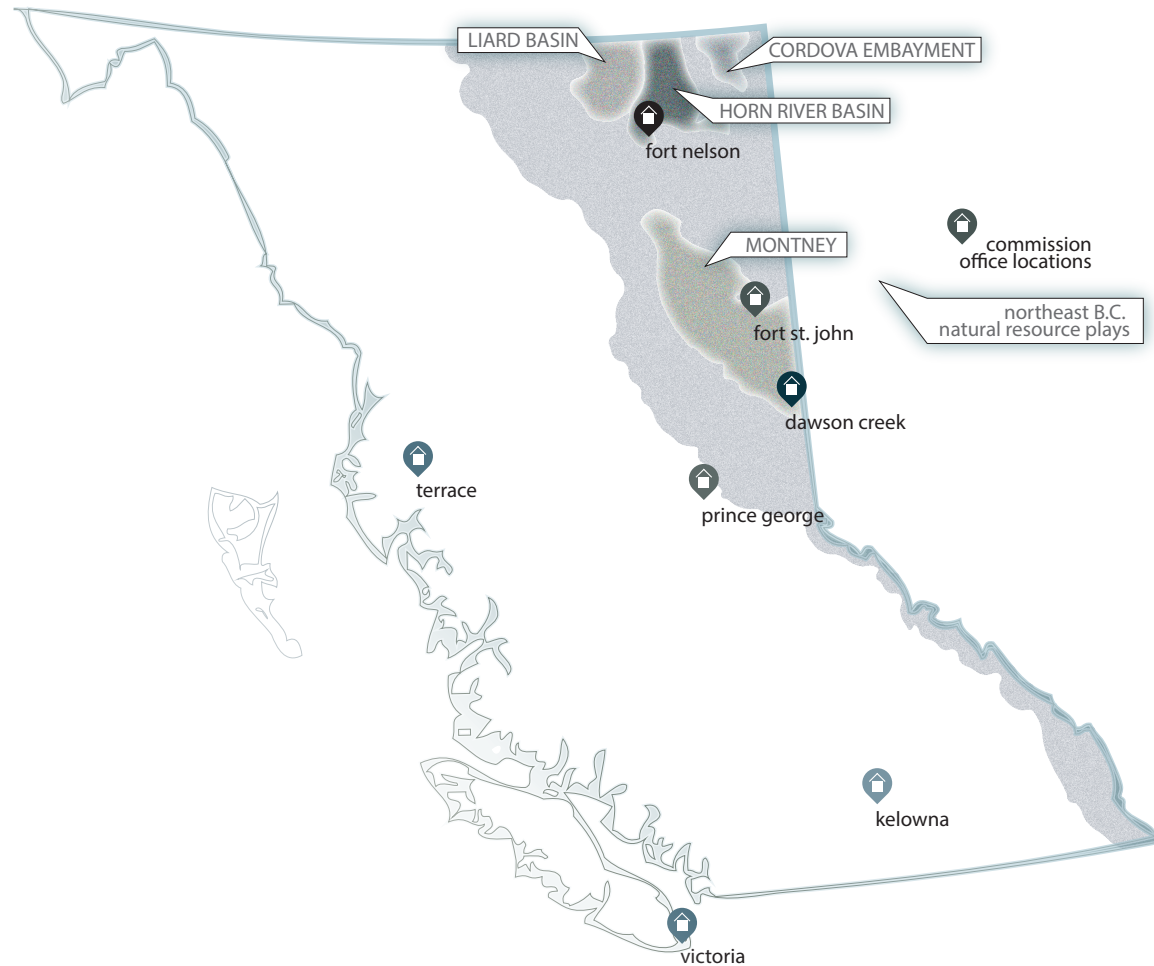 LIARD BASIN
CORDOVA EMBAYMENT
HORN RIVER BASIN
fort nelson
MONTNEY
commission
office locations
northeast B.C.
natural resource plays
fort st. john
dawson creek
terrace
prince george
kelowna
victoria